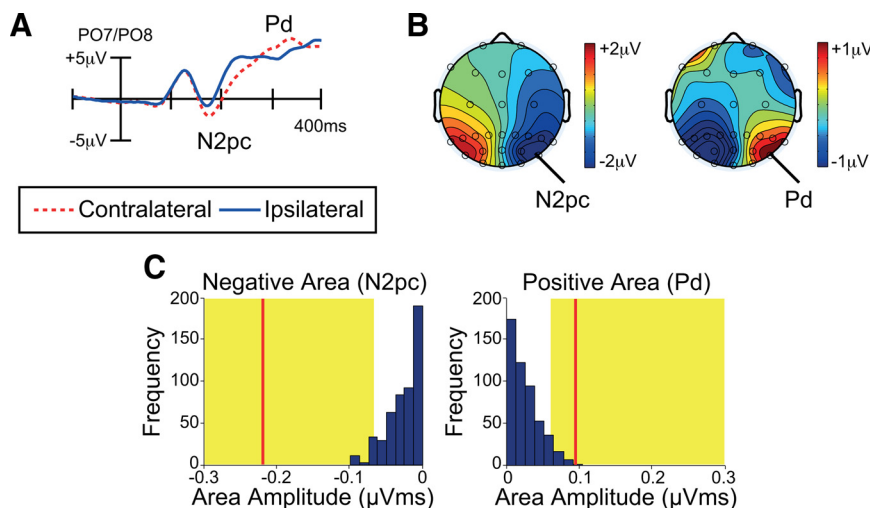 A
PO7/PO8
+5μV
-5μV
Pd
N2pc
400ms
Contralateral
Ipsilateral
B
+2μV
-2μV
N2pc
+1μV
-1μV
Pd
C
Negative Area (N2pc)
Frequency
200
150
100
50
0
-0.3
-0.2
-0.1
0
Area Amplitude (μVms)
Positive Area (Pd)
Frequency
200
150
100
50
0
0
0.1
0.2
0.3
Area Amplitude (μVms)